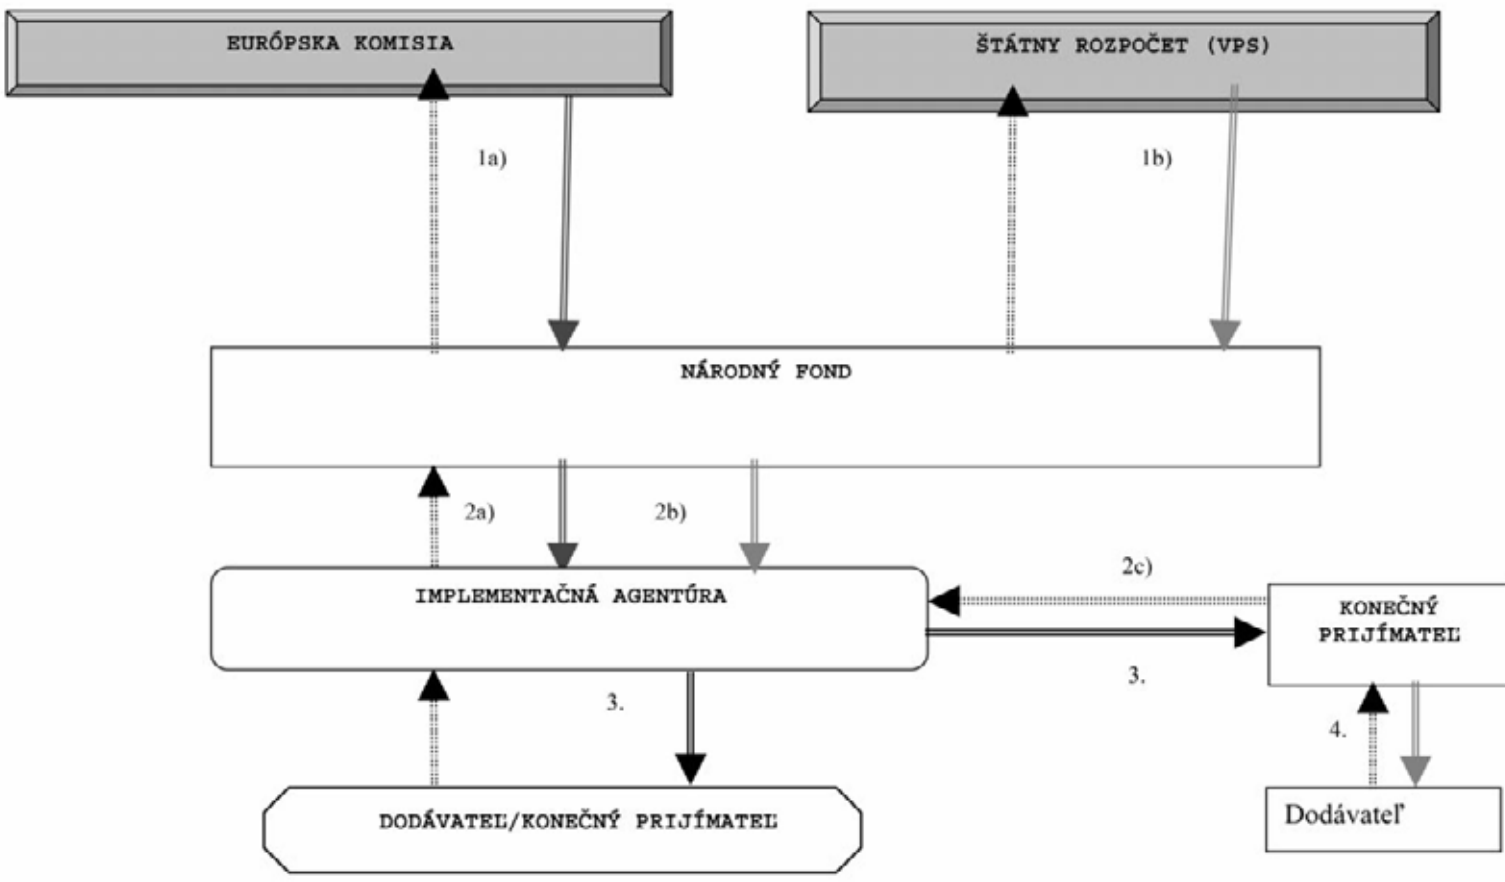 EURÓPSKA KOMISIA
ŠTÁTNY ROZPOČET (VPS)
1a)
1b)
NÁRODNÝ FOND
2a)
2b)
IMPLEMENTAČNÁ AGENTÚRA
2c)
KONEČNÝ
PRIJÍMATEĽ
3.
3.
4.
DODÁVATEĽ/KONEČNÝ PRIJÍMATEĽ
Dodávateľ